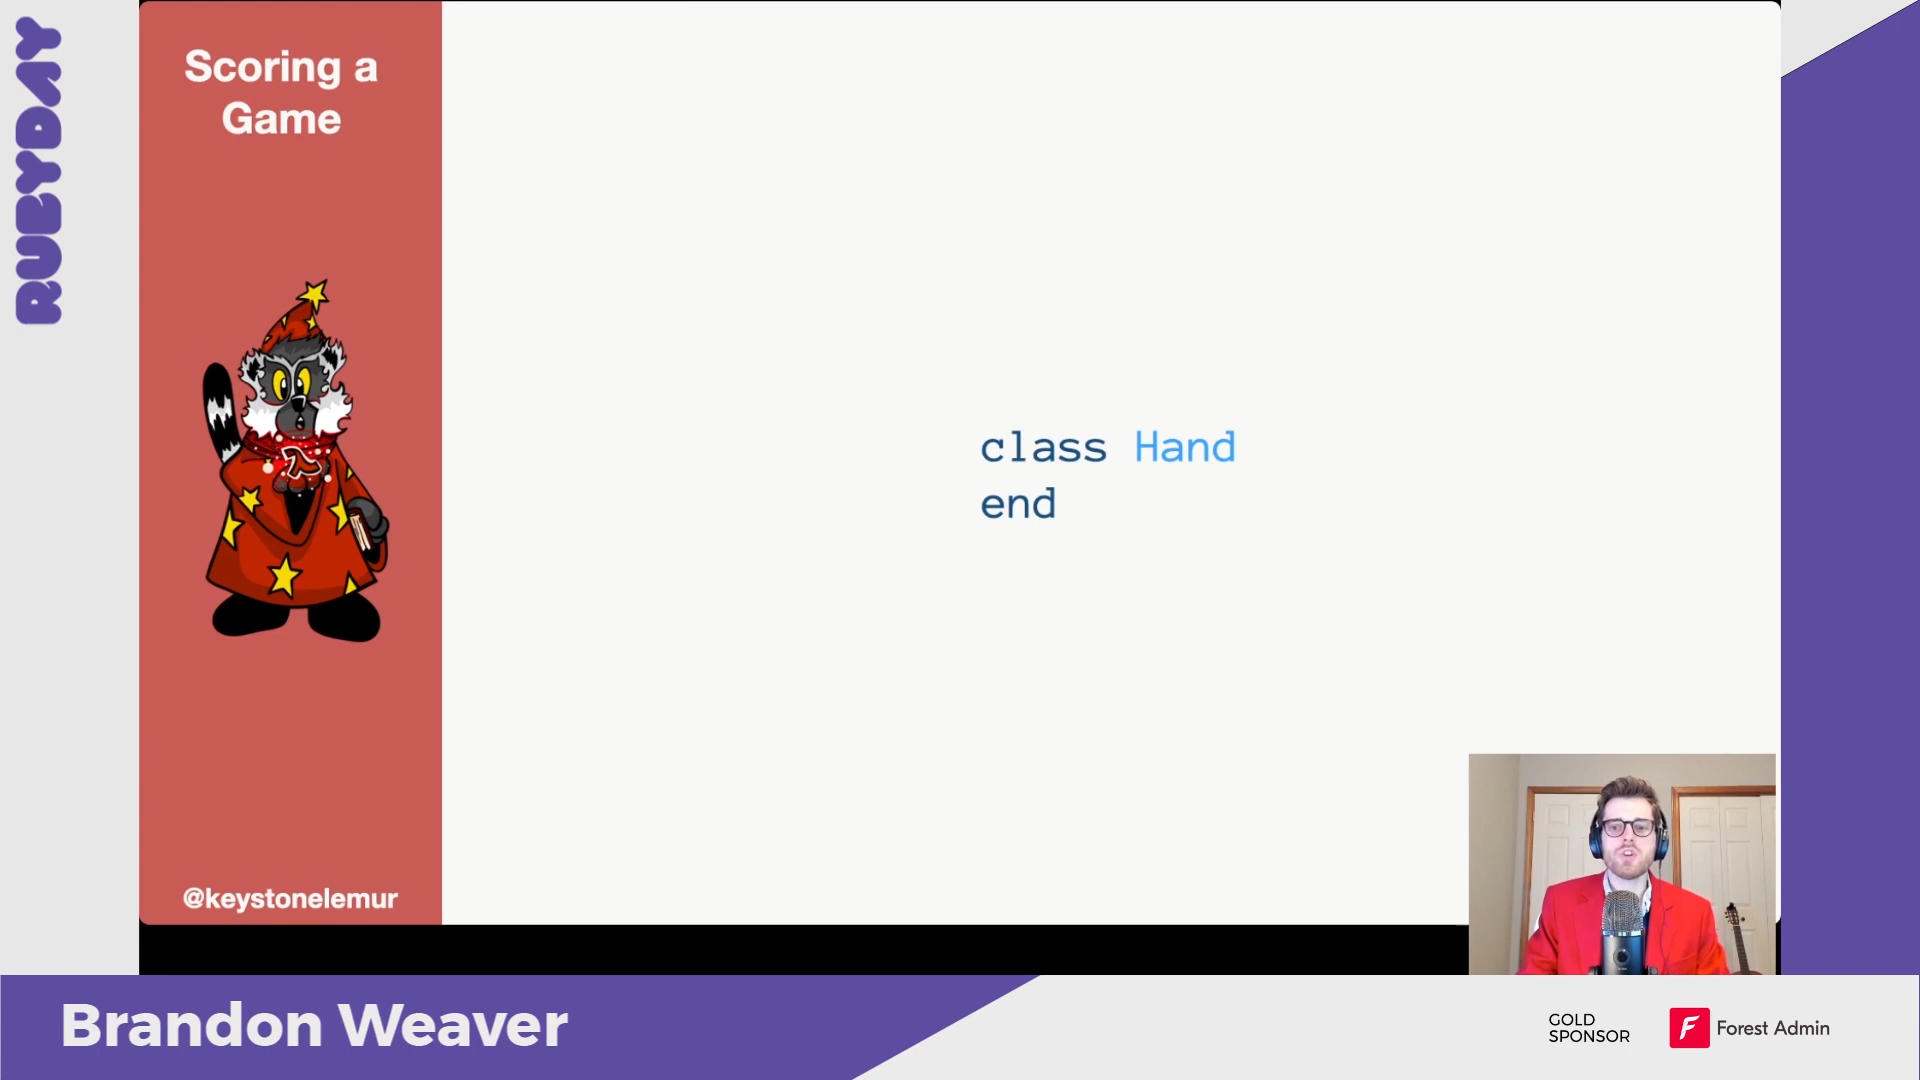 RUBYDAY
Scoring a
Game
class Hand
end
@keystonelemur
Brandon Weaver
GOLD
SPONSOR
Forest Admin